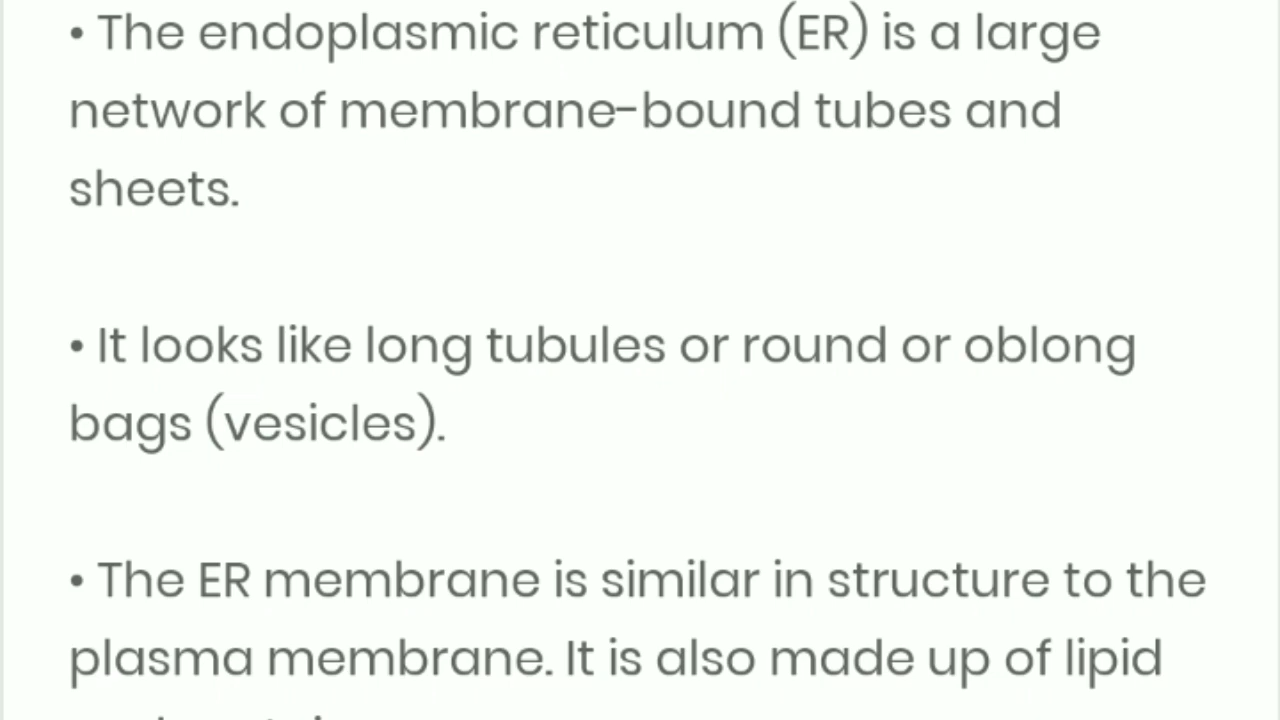 • The endoplasmic reticulum (ER) is a large
network of membrane-bound tubes and
sheets.
• It looks like long tubules or round or oblong
bags (vesicles).
• The ER membrane is similar in structure to the
plasma membrane. It is also made up of lipid